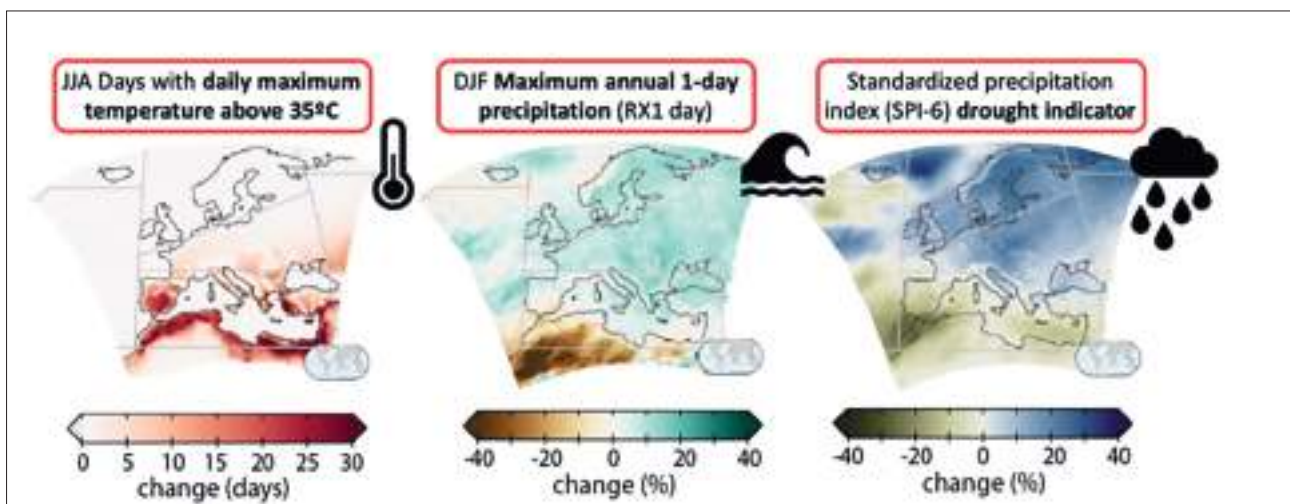 JJA Days with daily maximum
temperature above 35ºC
DJF Maximum annual 1-day
precipitation (RX1 day)
Standardized precipitation
index (SPI-6) drought indicator
0 5 10 15 20 25 30
change (days)
-40 -20 0 20 40
change (%)
-40 -20 0 20 40
change (%)